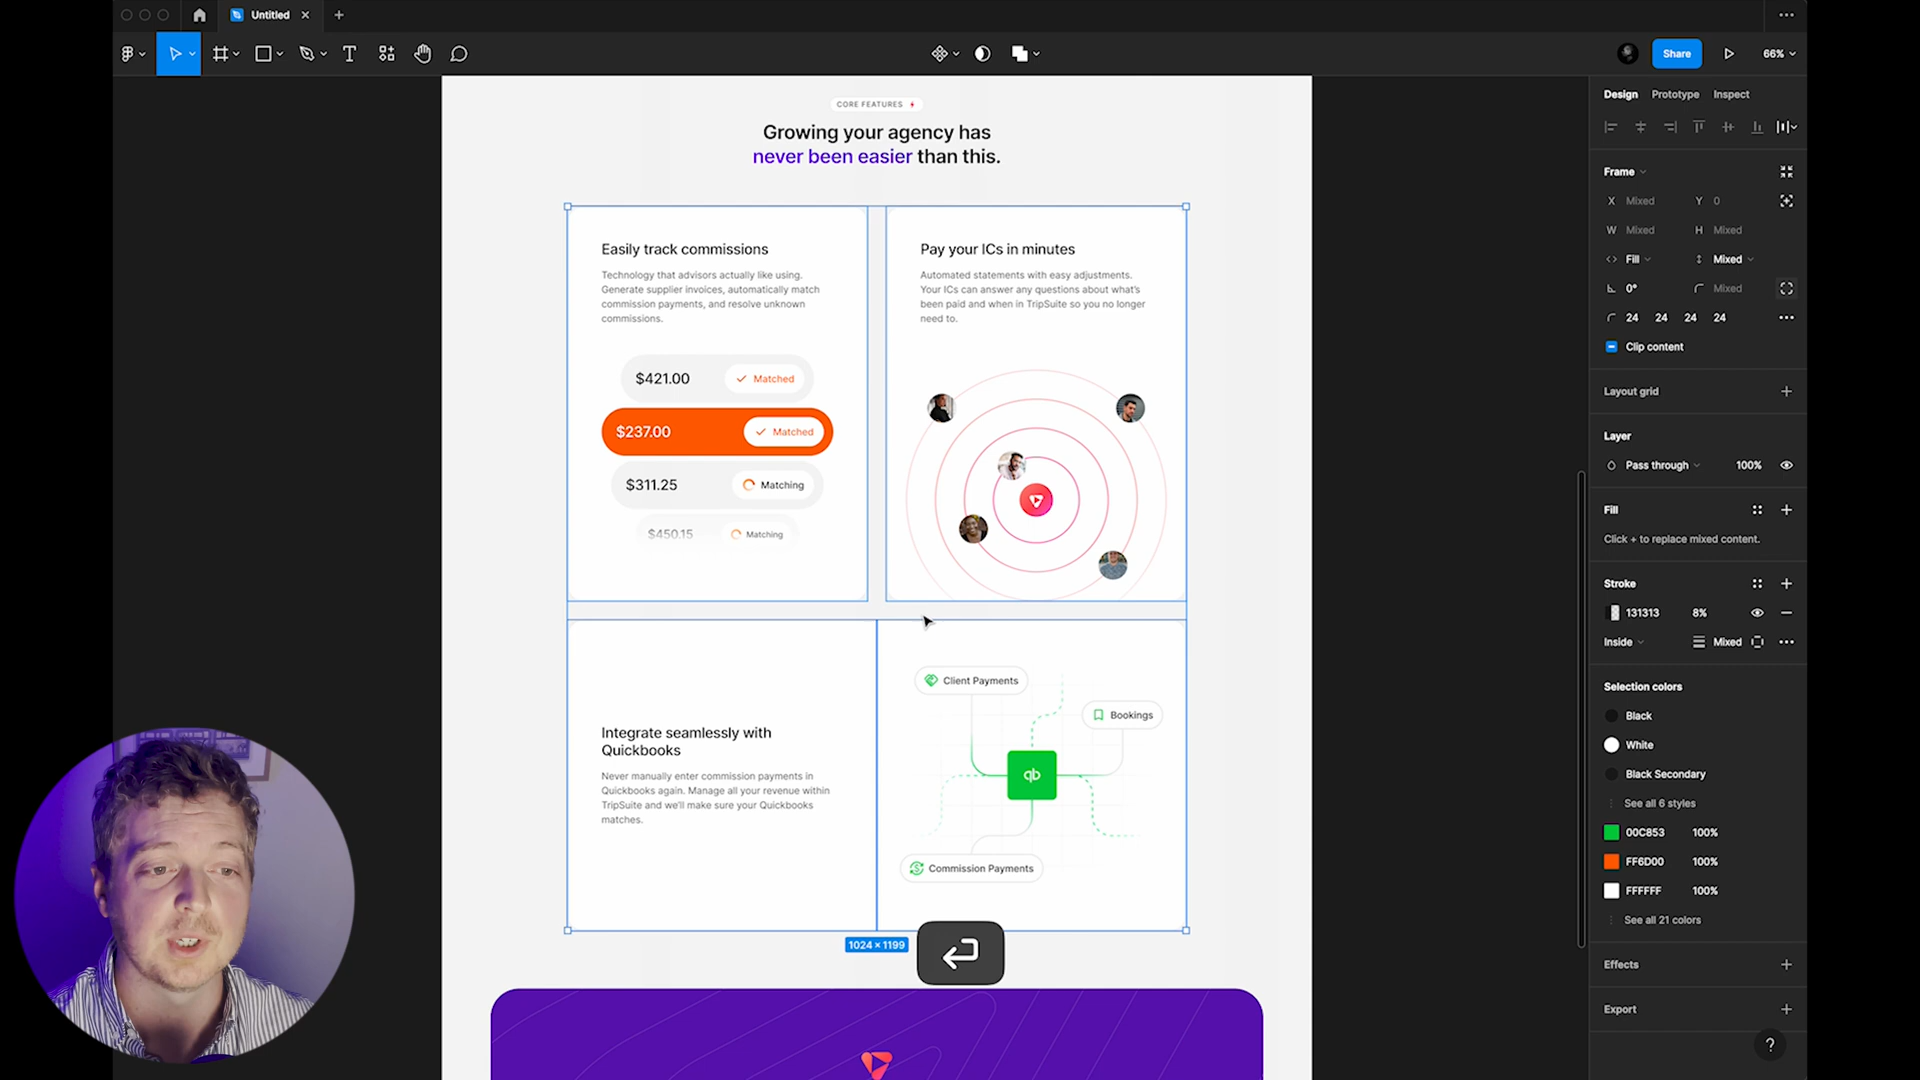 Untitled
Share
66%
Design Prototype Inspect
Frame
X Mixed Y 0
W Mixed H Mixed
Fill Mixed
0° Mixed
24 24 24 24
Clip content
Layout grid
Layer
Pass through 100%
Fill
Click + to replace mixed content.
Stroke
131313 8%
Inside Mixed
Selection colors
Black
White
Black Secondary
See all 6 styles
00C853 100%
FF6D00 100%
FFFFFF 100%
See all 21 colors
Effects
Export
?
CORE FEATURES
Growing your agency has
never been easier than this.
Easily track commissions
Technology that advisors actually like using.
Generate supplier invoices, automatically match
commission payments, and resolve unknown
commissions.
$421.00 Matched
$237.00 Matched
$311.25 Matching
$450.15 Matching
Pay your ICs in minutes
Automated statements with easy adjustments.
Your ICs can answer any questions about what's
been paid and when in TripSuite so you no longer
need to.
Integrate seamlessly with
Quickbooks
Never manually enter commission payments in
Quickbooks again. Manage all your revenue within
TripSuite and we'll make sure your Quickbooks
matches.
Client Payments
Bookings
qb
Commission Payments
1024 × 1199